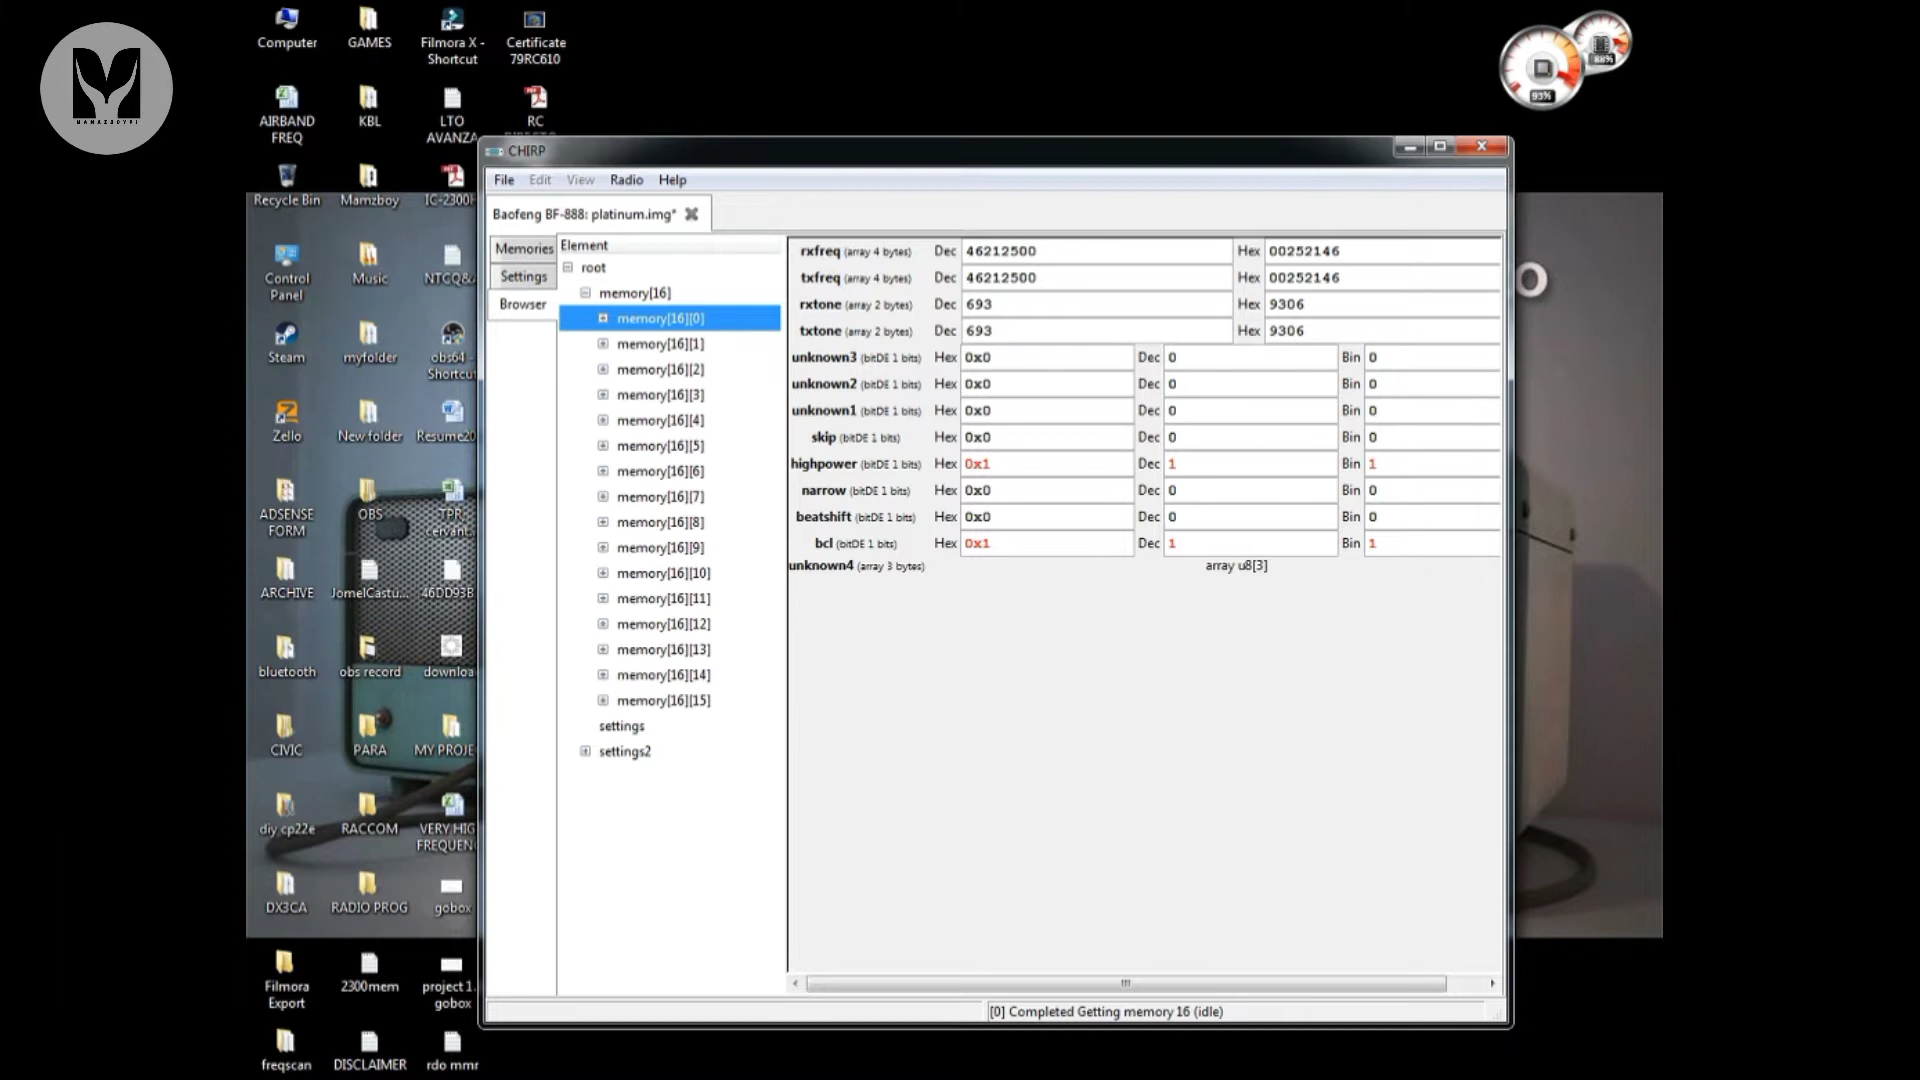 Computer
GAMES
Filmora X -
Shortcut
Certificate
79RC610
88%
93%
MAMAZBOYPI
AIRBAND
FREQ
KBL
LTO
AVANZA
RC
Recycle Bin
Mamzboy
IC-2300H
Control
Panel
Music
NTCQ&A
Steam
myfolder
obs64 -
Shortcut
Zello
New folder
Resume20
ADSENSE
FORM
OBS
TPR
cervant
ARCHIVE
JomelCastu...
46DD93B
bluetooth
obs record
downloa
CIVIC
PARA
MY PROJE
diy cp22e
RACCOM
VERY HIG
FREQUEN
DX3CA
RADIO PROG
gobox
Filmora
Export
2300mem
project 1.
gobox
freqscan
DISCLAIMER
rdo mmr
CHIRP
File Edit View Radio Help
Baofeng BF-888: platinum.img*
Memories
Settings
Browser
Element
root
memory[16]
memory[16][0]
memory[16][1]
memory[16][2]
memory[16][3]
memory[16][4]
memory[16][5]
memory[16][6]
memory[16][7]
memory[16][8]
memory[16][9]
memory[16][10]
memory[16][11]
memory[16][12]
memory[16][13]
memory[16][14]
memory[16][15]
settings
settings2
rxfreq (array 4 bytes) Dec 46212500 Hex 00252146
txfreq (array 4 bytes) Dec 46212500 Hex 00252146
rxtone (array 2 bytes) Dec 693 Hex 9306
txtone (array 2 bytes) Dec 693 Hex 9306
unknown3 (bitDE 1 bits) Hex 0x0 Dec 0 Bin 0
unknown2 (bitDE 1 bits) Hex 0x0 Dec 0 Bin 0
unknown1 (bitDE 1 bits) Hex 0x0 Dec 0 Bin 0
skip (bitDE 1 bits) Hex 0x0 Dec 0 Bin 0
highpower (bitDE 1 bits) Hex 0x1 Dec 1 Bin 1
narrow (bitDE 1 bits) Hex 0x0 Dec 0 Bin 0
beatshift (bitDE 1 bits) Hex 0x0 Dec 0 Bin 0
bcl (bitDE 1 bits) Hex 0x1 Dec 1 Bin 1
unknown4 (array 3 bytes) array u8[3]
[0] Completed Getting memory 16 (idle)